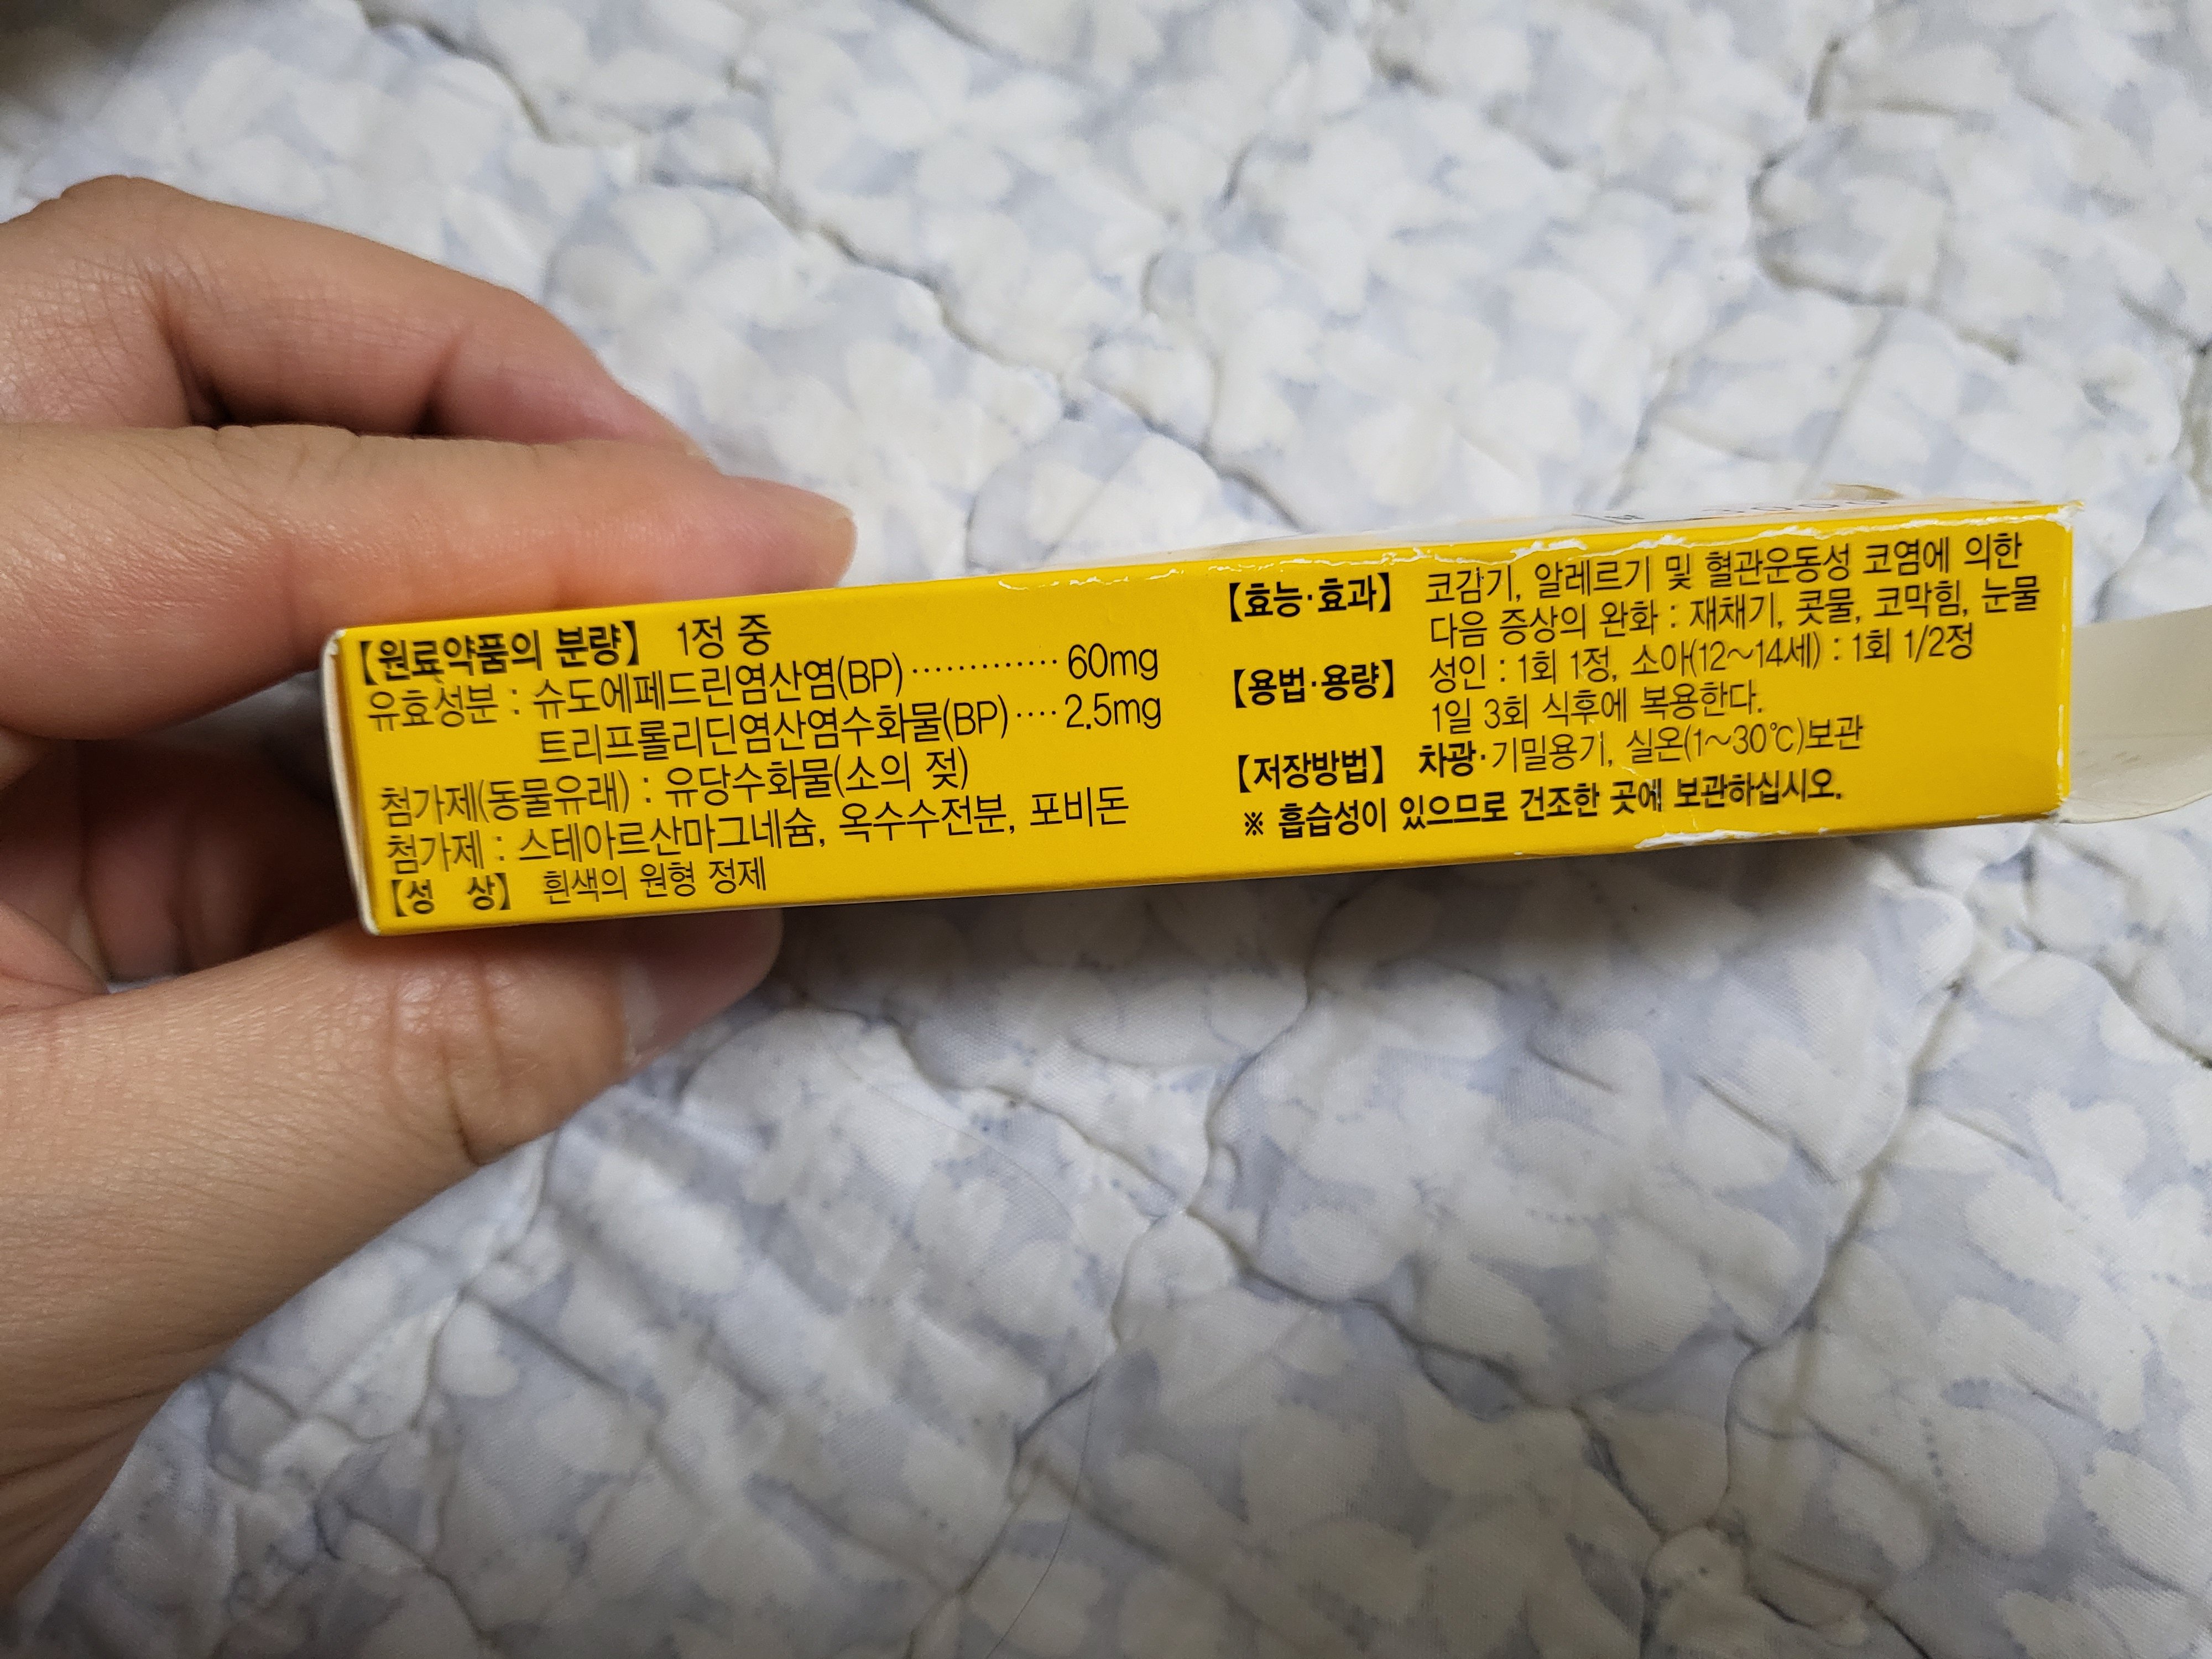 【원료약품의 분량】 1정 중
유효성분 : 슈도에페드린염산염(BP) ············· 60mg
트리프롤리딘염산염수화물(BP) ···· 2.5mg
첨가제(동물유래) : 유당수화물(소의 젖)
첨가제 : 스테아르산마그네슘, 옥수수전분, 포비돈
【성 상】 흰색의 원형 정제
【효능·효과】 코감기, 알레르기 및 혈관운동성 코염에 의한
다음 증상의 완화 : 재채기, 콧물, 코막힘, 눈물
【용법·용량】 성인 : 1회 1정, 소아(12~14세) : 1회 1/2정
1일 3회 식후에 복용한다.
【저장방법】 차광·기밀용기, 실온(1~30℃)보관
※ 흡습성이 있으므로 건조한 곳에 보관하십시오.